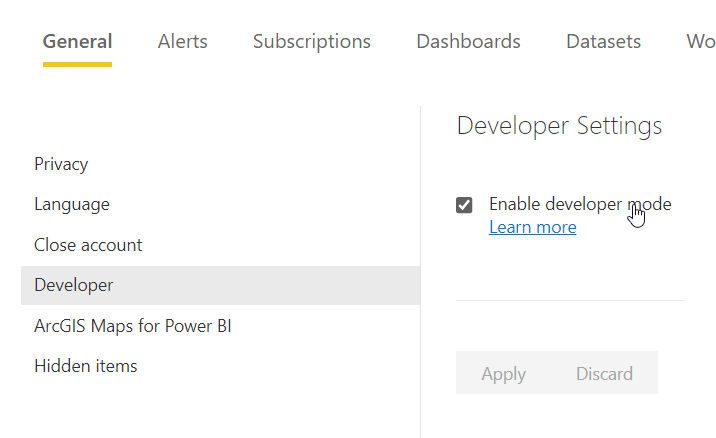 General Alerts Subscriptions Dashboards Datasets Wo
Privacy
Language
Close account
Developer
ArcGIS Maps for Power BI
Hidden items
Developer Settings
Enable developer mode
Learn more
Apply Discard